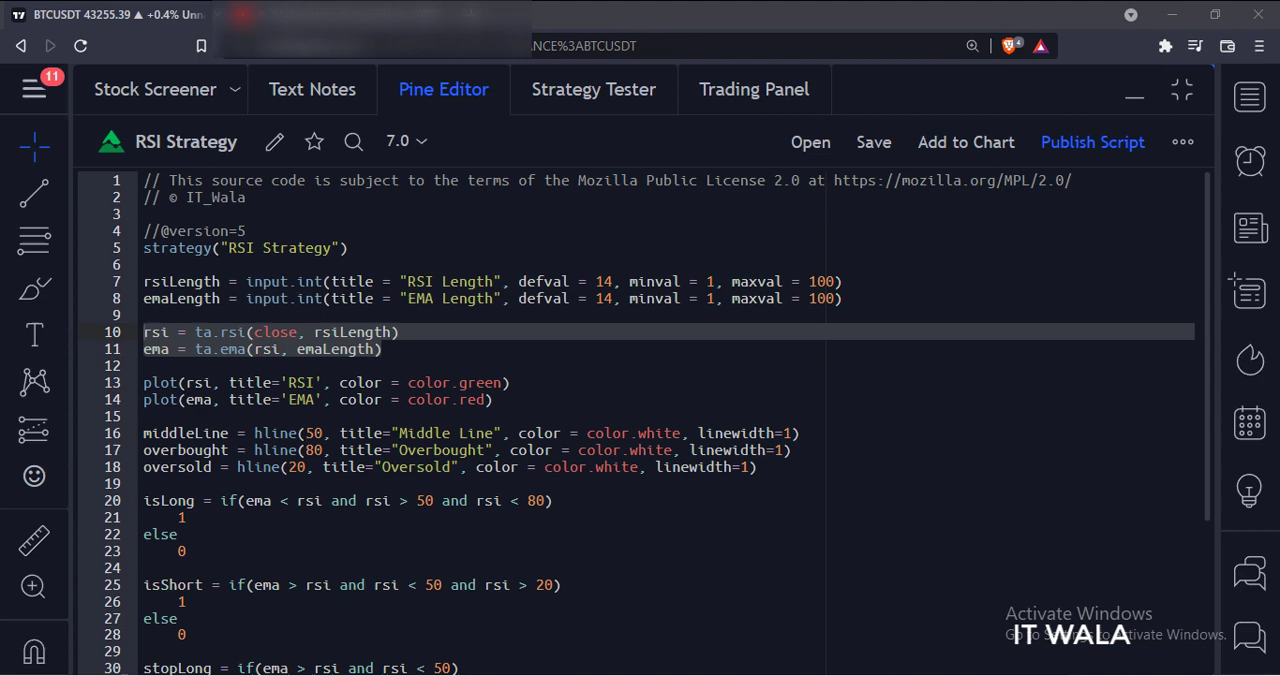 BTCUSDT 43255.39 ▲ +0.4% Unn
NCE%3ABTCUSDT
4
11
Stock Screener
Text Notes
Pine Editor
Strategy Tester
Trading Panel
RSI Strategy
7.0
Open
Save
Add to Chart
Publish Script
1 // This source code is subject to the terms of the Mozilla Public License 2.0 at https://mozilla.org/MPL/2.0/
2 // © IT_Wala
3
4 //@version=5
5 strategy("RSI Strategy")
6
7 rsiLength = input.int(title = "RSI Length", defval = 14, minval = 1, maxval = 100)
8 emaLength = input.int(title = "EMA Length", defval = 14, minval = 1, maxval = 100)
9
10 rsi = ta.rsi(close, rsiLength)
11 ema = ta.ema(rsi, emaLength)
12
13 plot(rsi, title='RSI', color = color.green)
14 plot(ema, title='EMA', color = color.red)
15
16 middleLine = hline(50, title="Middle Line", color = color.white, linewidth=1)
17 overbought = hline(80, title="Overbought", color = color.white, linewidth=1)
18 oversold = hline(20, title="Oversold", color = color.white, linewidth=1)
19
20 isLong = if(ema < rsi and rsi > 50 and rsi < 80)
21 1
22 else
23 0
24
25 isShort = if(ema > rsi and rsi < 50 and rsi > 20)
26 1
27 else
28 0
29
30 stopLong = if(ema > rsi and rsi < 50)
Activate Windows
Go to Settings to Activate Windows.
IT WALA